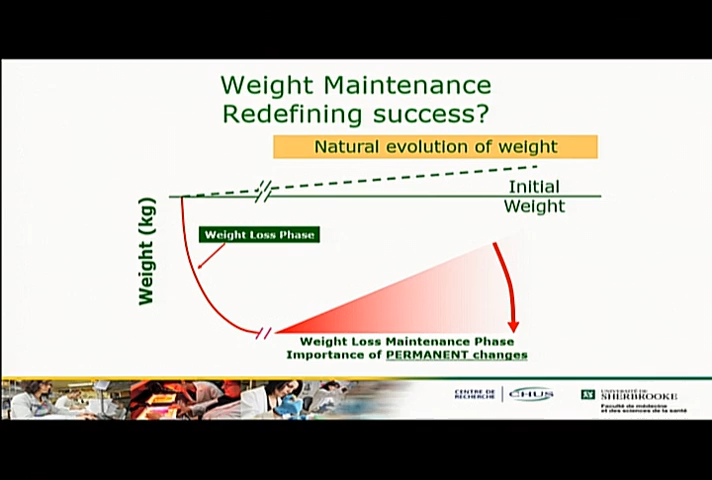 Weight Maintenance
Redefining success?
Natural evolution of weight
Initial
Weight
Weight (kg)
Weight Loss Phase
Weight Loss Maintenance Phase
Importance of PERMANENT changes
CENTRE DE
RECHERCHE
CHUS
UNIVERSITÉ DE
SHERBROOKE
Faculté de médecine
et des sciences de la santé